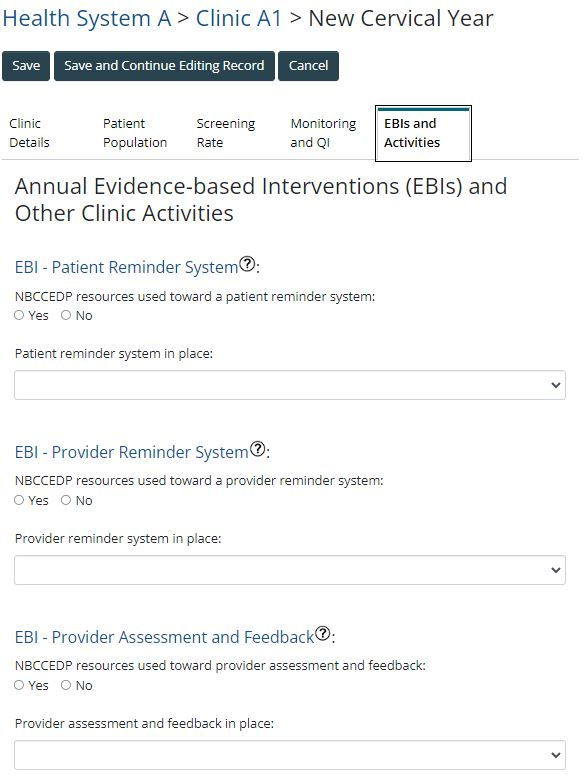 Health System A > Clinic A1 > New Cervical Year
Save Save and Continue Editing Record Cancel
Clinic Details
Patient Population
Screening Rate
Monitoring and QI
EBIs and Activities
Annual Evidence-based Interventions (EBIs) and
Other Clinic Activities
EBI - Patient Reminder System?:
NBCCEDP resources used toward a patient reminder system:
Yes No
Patient reminder system in place:
EBI - Provider Reminder System?:
NBCCEDP resources used toward a provider reminder system:
Yes No
Provider reminder system in place:
EBI - Provider Assessment and Feedback?:
NBCCEDP resources used toward provider assessment and feedback:
Yes No
Provider assessment and feedback in place: